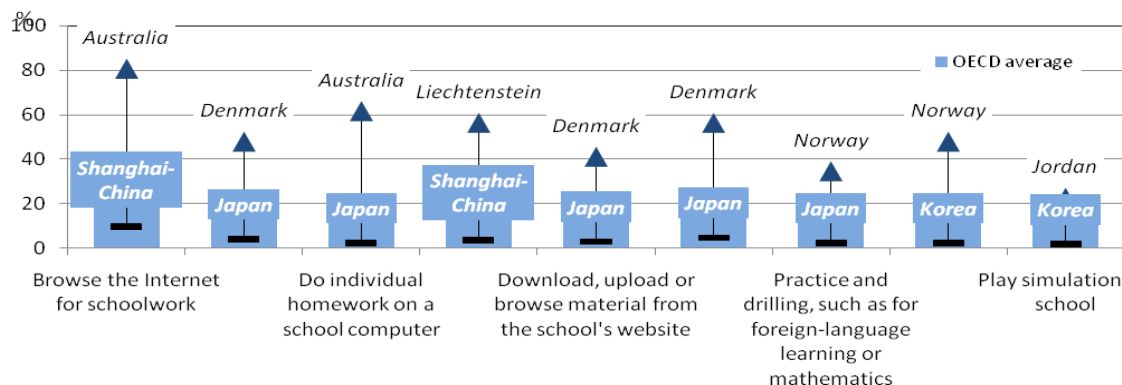 %
100
80
60
40
20
0
Australia
Denmark
Australia
Liechtenstein
Denmark
Denmark
Norway
Norway
Jordan
OECD average
Shanghai-
China
Japan
Japan
Shanghai-
China
Japan
Japan
Japan
Korea
Korea
Browse the Internet
for schoolwork
Do individual
homework on a
school computer
Download, upload or
browse material from
the school's website
Practice and
drilling, such as for
foreign-language
learning or
mathematics
Play simulation
school